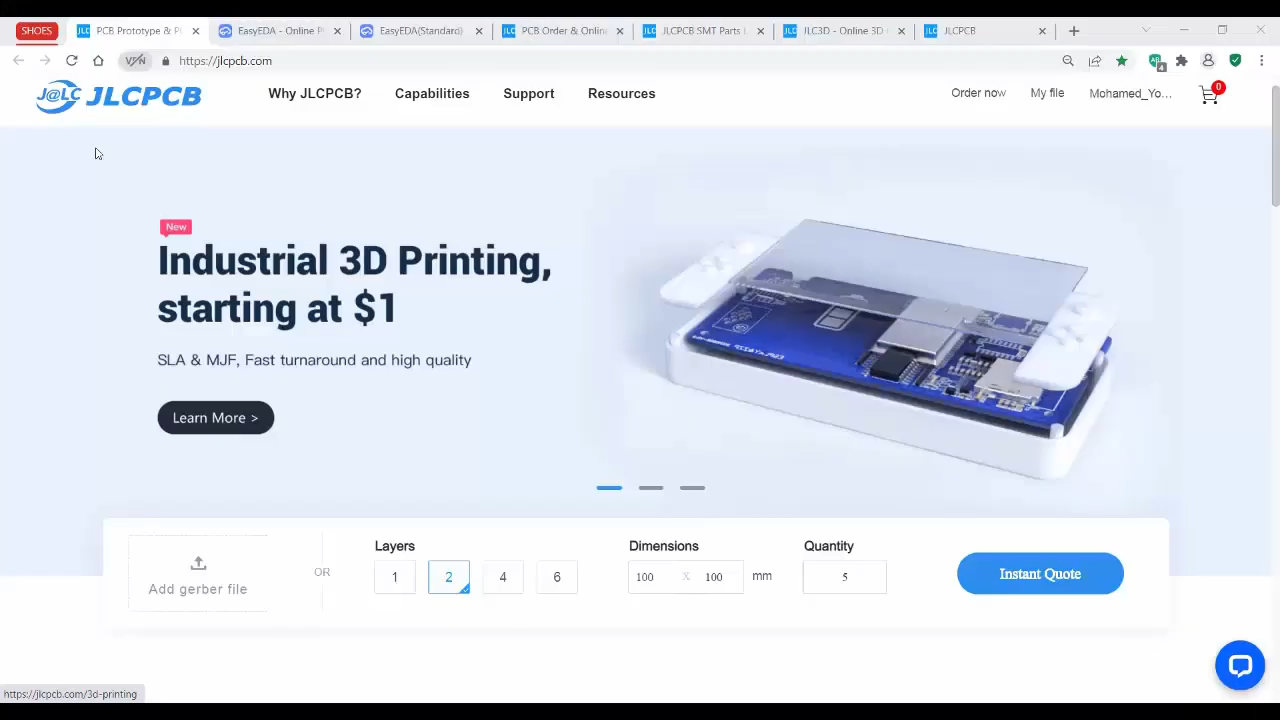 SHOES
PCB Prototype & P
EasyEDA - Online P
EasyEDA(Standard)
PCB Order & Online
JLCPCB SMT Parts
JLC3D - Online 3D
JLCPCB
VPN
https://jlcpcb.com
4
J@LC JLCPCB
Why JLCPCB?
Capabilities
Support
Resources
Order now
My file
Mohamed_Yo...
0
New
Industrial 3D Printing,
starting at $1
SLA & MJF, Fast turnaround and high quality
Learn More >
Add gerber file
OR
Layers
1
2
4
6
Dimensions
100 X 100 mm
Quantity
5
Instant Quote
https://jlcpcb.com/3d-printing